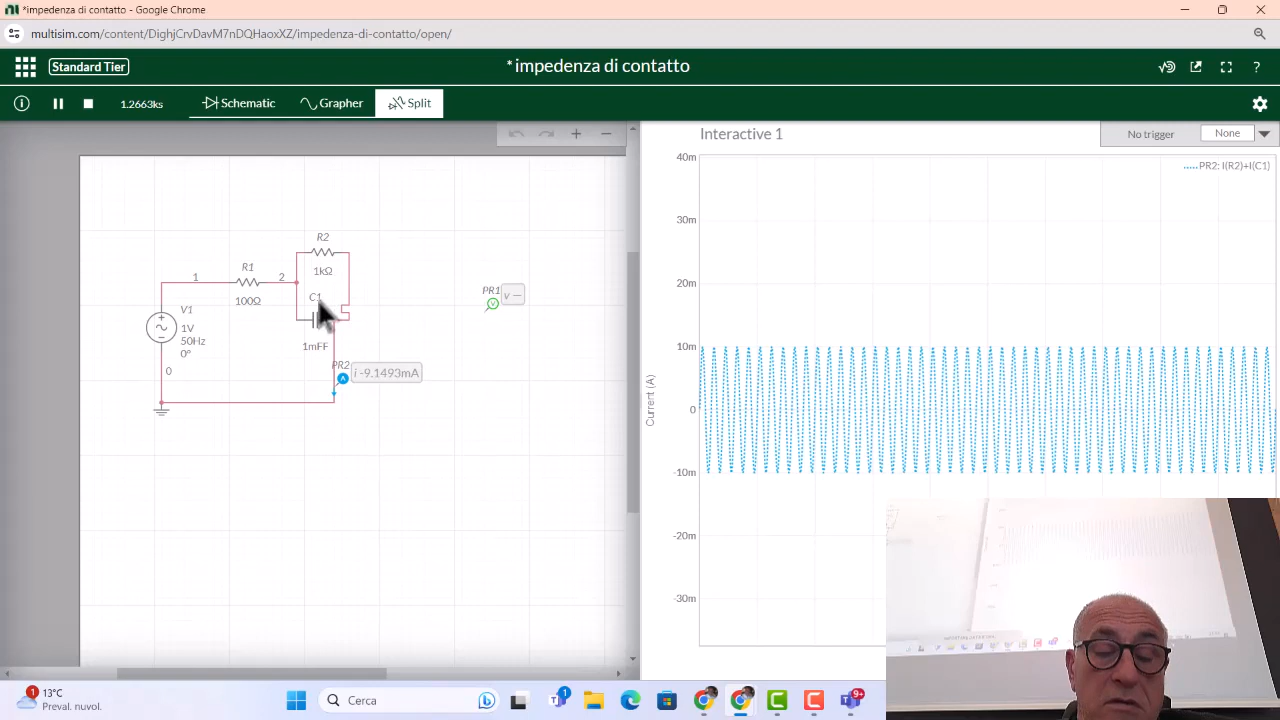 *impedenza di contatto - Google Chrome
multisim.com/content/DighjCrvDavM7nDQHaoxXZ/impedenza-di-contatto/open/
Standard Tier
*impedenza di contatto
?
1.2663ks
Schematic
Grapher
Split
Interactive 1
No trigger
None
PR2: I(R2)+I(C1)
40m
30m
20m
10m
0
-10m
-20m
-30m
Current (A)
R2
1kΩ
R1
100Ω
1
2
C1
1mFF
V1
1V
50Hz
0°
0
PR1
v —
PR2
A
i -9.1493mA
1
13°C
Preval. nuvol.
Cerca
1
9+